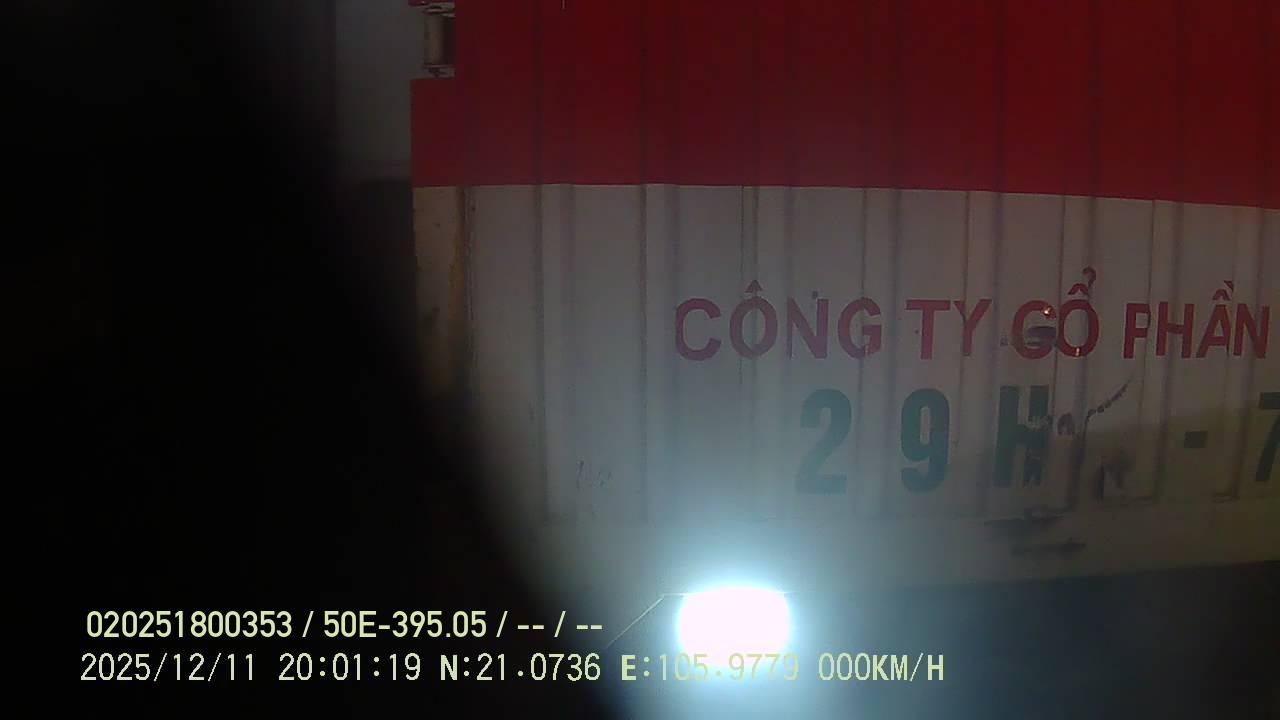 CÔNG TY CỔ PHẦN
29H - 7
020251800353 / 50E-395.05 / -- / --
2025/12/11 20:01:19 N:21.0736 E:105.9779 000KM/H